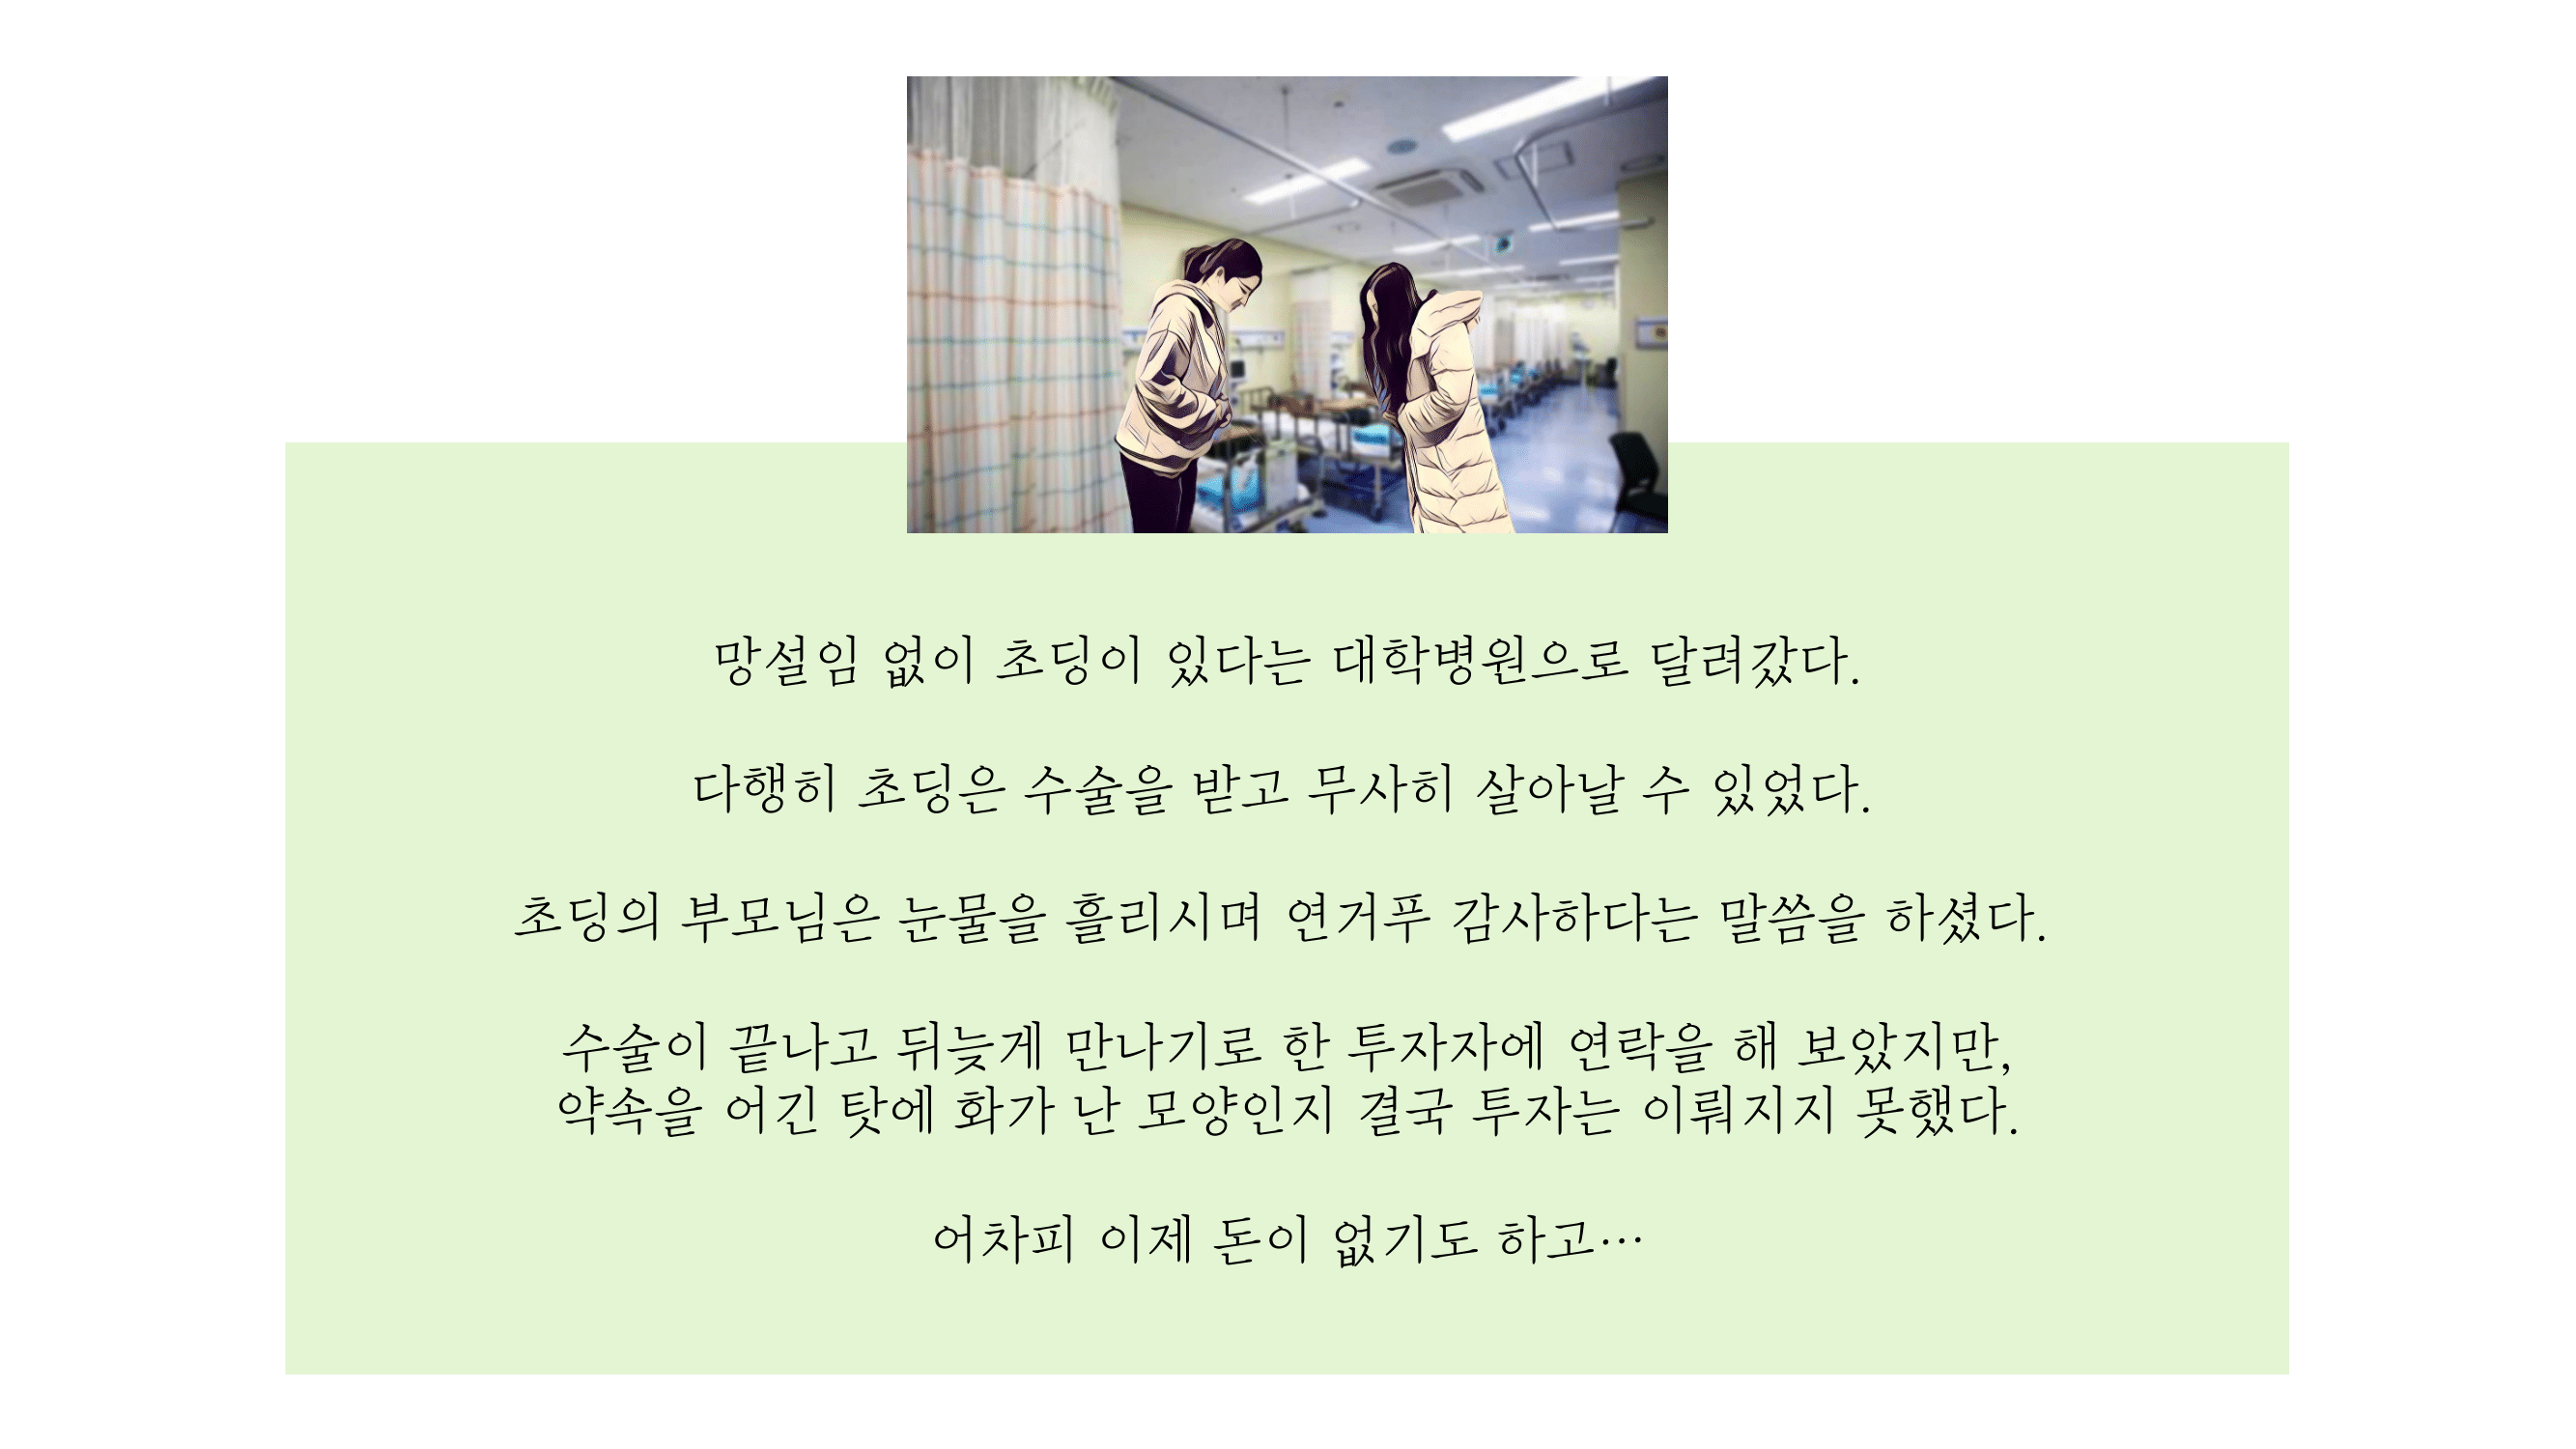 망설임 없이 초딩이 있다는 대학병원으로 달려갔다.
다행히 초딩은 수술을 받고 무사히 살아날 수 있었다.
초딩의 부모님은 눈물을 흘리시며 연거푸 감사하다는 말씀을 하셨다.
수술이 끝나고 뒤늦게 만나기로 한 투자자에 연락을 해 보았지만,
약속을 어긴 탓에 화가 난 모양인지 결국 투자는 이뤄지지 못했다.
어차피 이제 돈이 없기도 하고…